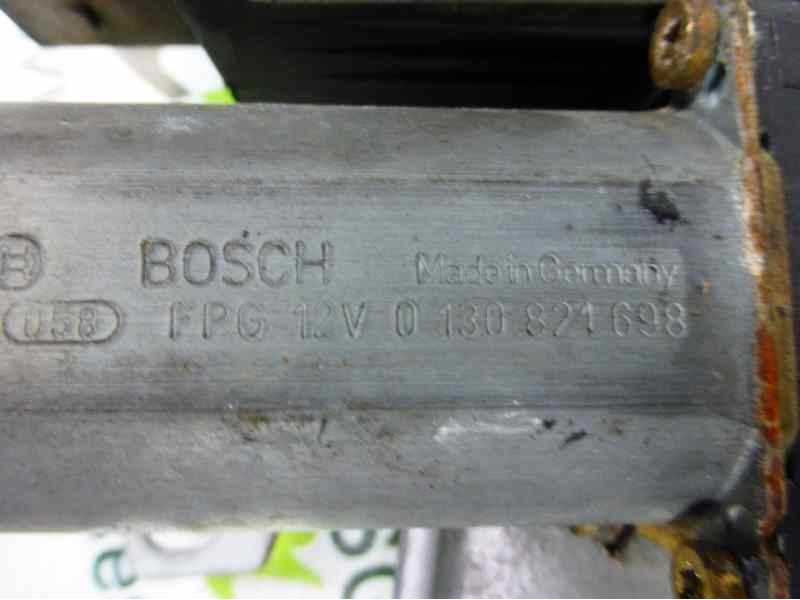 BOSCH Made in Germany
058 FPG 12V 0 130 821 698